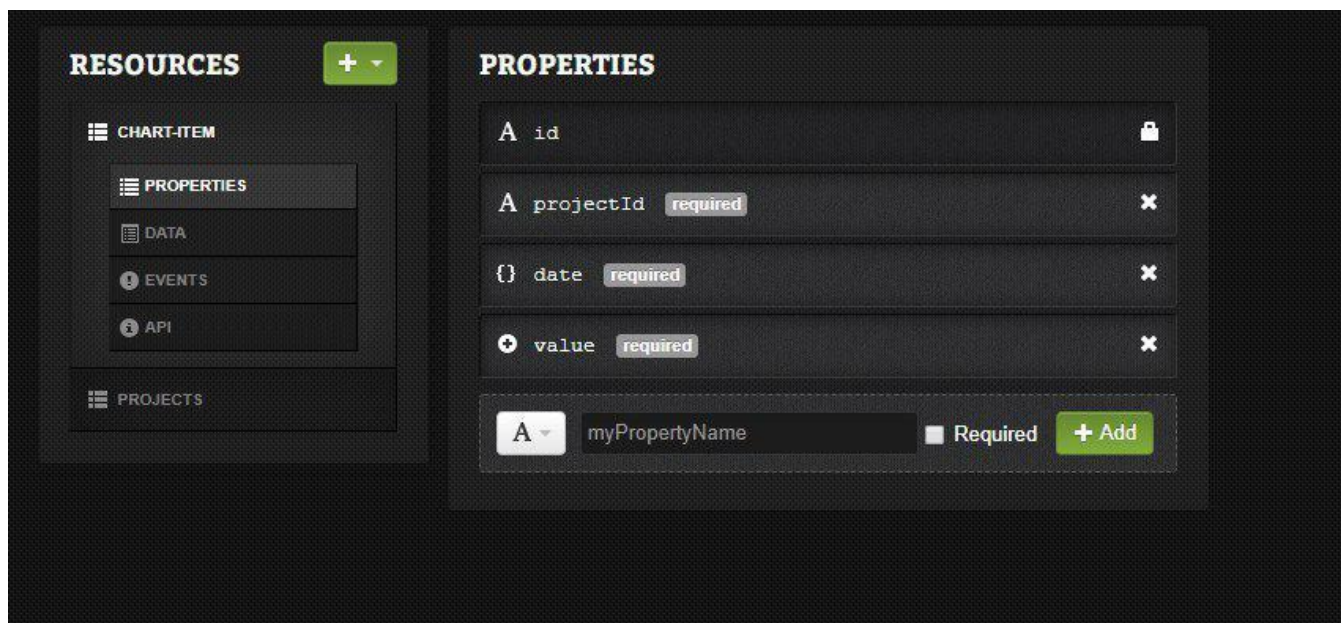 RESOURCES
CHART-ITEM
PROPERTIES
DATA
EVENTS
API
PROJECTS
PROPERTIES
A id
A projectId required
{} date required
value required
A myPropertyName Required + Add